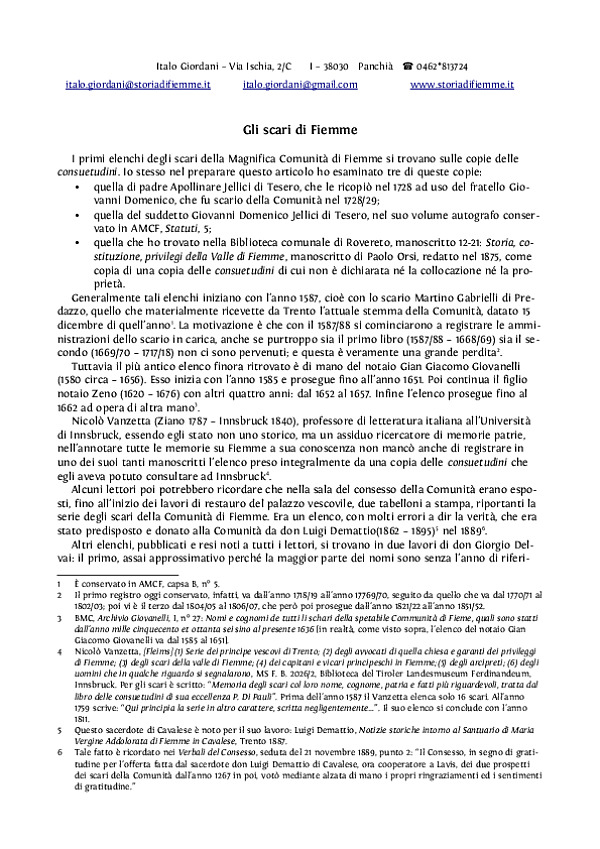 Italo Giordani – Via Ischia, 2/C I – 38030 Panchià ☎ 0462*813724
italo.giordani@storiadifiemme.it italo.giordani@gmail.com www.storiadifiemme.it
Gli scari di Fiemme
I primi elenchi degli scari della Magnifica Comunità di Fiemme si trovano sulle copie delle
consuetudini. Io stesso nel preparare questo articolo ho esaminato tre di queste copie:
• quella di padre Apollinare Jellici di Tesero, che le ricopiò nel 1728 ad uso del fratello Gio-
vanni Domenico, che fu scario della Comunità nel 1728/29;
• quella del suddetto Giovanni Domenico Jellici di Tesero, nel suo volume autografo conser-
vato in AMCF, Statuti, 5;
• quella che ho trovato nella Biblioteca comunale di Rovereto, manoscritto 12-21: Storia, co-
stituzione, privilegi della Valle di Fiemme, manoscritto di Paolo Orsi, redatto nel 1875, come
copia di una copia delle consuetudini di cui non è dichiarata né la collocazione né la pro-
prietà.
Generalmente tali elenchi iniziano con l'anno 1587, cioè con lo scario Martino Gabrielli di Pre-
dazzo, quello che materialmente ricevette da Trento l'attuale stemma della Comunità, datato 15
dicembre di quell'anno1. La motivazione è che con il 1587/88 si cominciarono a registrare le ammi-
nistrazioni dello scario in carica, anche se purtroppo sia il primo libro (1587/88 – 1668/69) sia il se-
condo (1669/70 – 1717/18) non ci sono pervenuti; e questa è veramente una grande perdita2.
Tuttavia il più antico elenco finora ritrovato è di mano del notaio Gian Giacomo Giovanelli
(1580 circa – 1656). Esso inizia con l'anno 1585 e prosegue fino all'anno 1651. Poi continua il figlio
notaio Zeno (1620 – 1676) con altri quattro anni: dal 1652 al 1657. Infine l'elenco prosegue fino al
1662 ad opera di altra mano3.
Nicolò Vanzetta (Ziano 1787 – Innsbruck 1840), professore di letteratura italiana all'Università
di Innsbruck, essendo egli stato non uno storico, ma un assiduo ricercatore di memorie patrie,
nell'annotare tutte le memorie su Fiemme a sua conoscenza non mancò anche di registrare in
uno dei suoi tanti manoscritti l'elenco preso integralmente da una copia delle consuetudini che
egli aveva potuto consultare ad Innsbruck4.
Alcuni lettori poi potrebbero ricordare che nella sala del consesso della Comunità erano espo-
sti, fino all'inizio dei lavori di restauro del palazzo vescovile, due tabelloni a stampa, riportanti la
serie degli scari della Comunità di Fiemme. Era un elenco, con molti errori a dir la verità, che era
stato predisposto e donato alla Comunità da don Luigi Demattio(1862 – 1895)5 nel 18896.
Altri elenchi, pubblicati e resi noti a tutti i lettori, si trovano in due lavori di don Giorgio Del-
vai: il primo, assai approssimativo perché la maggior parte dei nomi sono senza l'anno di riferi-
1 È conservato in AMCF, capsa B, n° 5.
2 Il primo registro oggi conservato, infatti, va dall'anno 1718/19 all'anno 17769/70, seguito da quello che va dal 1770/71 al
1802/03; poi vi è il terzo dal 1804/05 al 1806/07, che però poi prosegue dall'anno 1821/22 all'anno 1851/52.
3 BMC, Archivio Giovanelli, I, n° 27: Nomi e cognomi de tutti li schari della spetabile Communità di Fieme, quali sono statti
dall'anno mille cinquecento et ottanta sei sino al presente 1636 (in realtà, come visto sopra, l'elenco del notaio Gian
Giacomo Giovanelli va dal 1585 al 1651).
4 Nicolò Vanzetta, [Fleims] (1) Serie dei principe vescovi di Trento; (2) degli avvocati di quella chiesa e garanti dei privileggi
di Fiemme; (3) degli scari della valle di Fiemme; (4) dei capitani e vicari principeschi in Fiemme; (5) degli arcipreti; (6) degli
uomini che in qualche riguardo si segnalarono, MS F. B. 2026/2, Biblioteca del Tiroler Landesmuseum Ferdinandeum,
Innsbruck. Per gli scari è scritto: "Memoria degli scari col loro nome, cognome, patria e fatti più riguardevoli, tratta dal
libro delle consuetudini di sua eccellenza P. Di Pauli". Prima dell'anno 1587 il Vanzetta elenca solo 16 scari. All'anno
1759 scrive: "Qui principia la serie in altro carattere, scritta negligentemente...". Il suo elenco si conclude con l'anno
1811.
5 Questo sacerdote di Cavalese è noto per il suo lavoro: Luigi Demattio, Notizie storiche intorno al Santuario di Maria
Vergine Addolorata di Fiemme in Cavalese, Trento 1887.
6 Tale fatto è ricordato nei Verbali del Consesso, seduta del 21 novembre 1889, punto 2: "Il Consesso, in segno di grati-
tudine per l'offerta fatta dal sacerdote don Luigi Demattio di Cavalese, ora cooperatore a Lavis, dei due prospetti
dei scari della Comunità dall'anno 1267 in poi, votò mediante alzata di mano i propri ringraziamenti ed i sentimenti
di gratitudine."